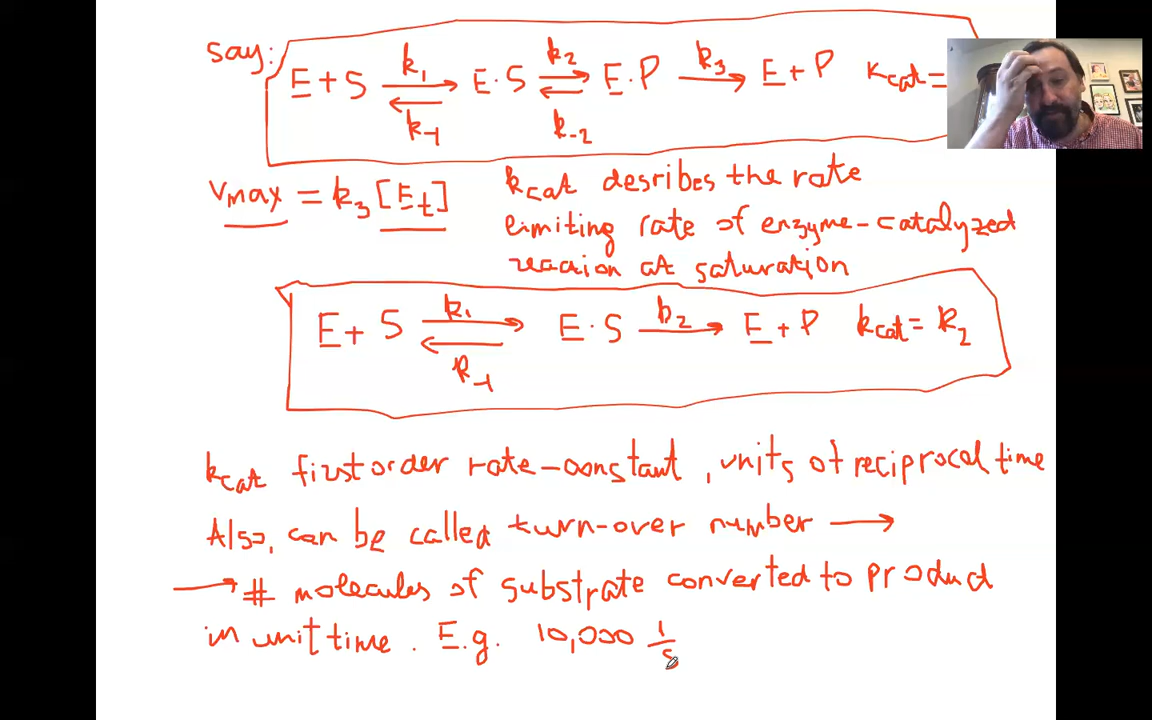 say:
E + S k₁ ⇌ k₋₁ E·S k₂ ⇌ k₋₂ E·P k₃ → E + P kcat =
Vmax = k₃ [Et] kcat desribes the rate
limiting rate of enzyme-catalyzed
reacion at saturation
E + S k₁ ⇌ k₋₁ E·S k₂ → E + P kcat = k₂
kcat first order rate-constant, units of reciprocal time
Also, can be called turn-over number →
→ # molecules of substrate converted to product
in unit time. E.g. 10,000 1/s